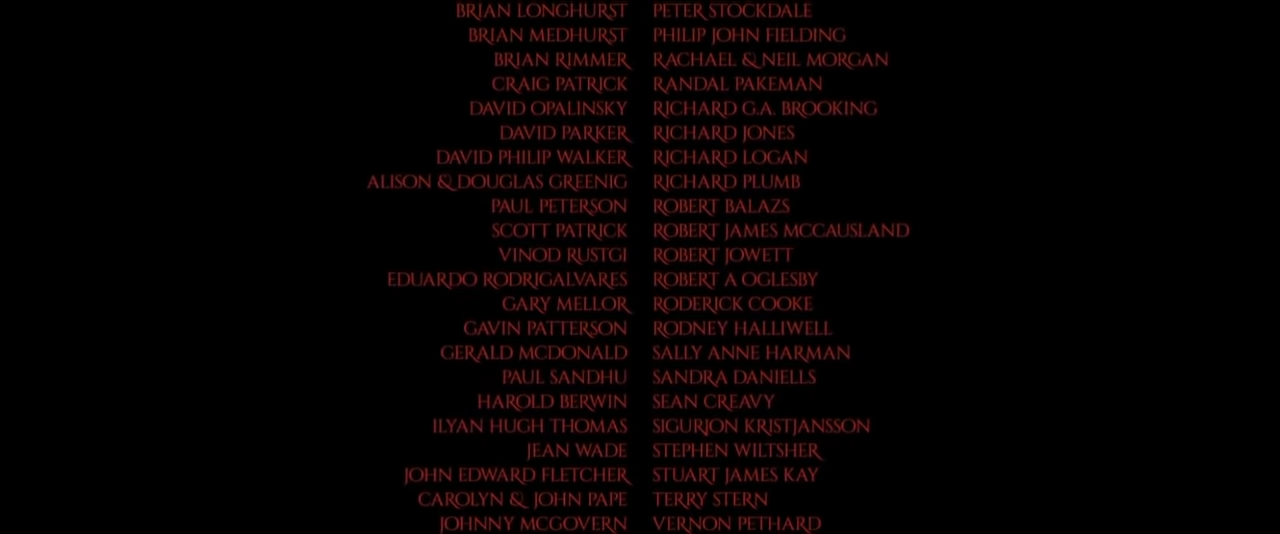 BRIAN LONGHURST PETER STOCKDALE
BRIAN MEDHURST PHILIP JOHN FIELDING
BRIAN RIMMER RACHAEL & NEIL MORGAN
CRAIG PATRICK RANDAL PAKEMAN
DAVID OPALINSKY RICHARD G.A. BROOKING
DAVID PARKER RICHARD JONES
DAVID PHILIP WALKER RICHARD LOGAN
ALISON & DOUGLAS GREENIG RICHARD PLUMB
PAUL PETERSON ROBERT BALAZS
SCOTT PATRICK ROBERT JAMES MCCAUSLAND
VINOD RUSTGI ROBERT JOWETT
EDUARDO RODRIGALVARES ROBERT A OGLESBY
GARY MELLOR RODERICK COOKE
GAVIN PATTERSON RODNEY HALLIWELL
GERALD MCDONALD SALLY ANNE HARMAN
PAUL SANDHU SANDRA DANIELLS
HAROLD BERWIN SEAN CREAVY
ILYAN HUGH THOMAS SIGURJON KRISTJANSSON
JEAN WADE STEPHEN WILTSHER
JOHN EDWARD FLETCHER STUART JAMES KAY
CAROLYN & JOHN PAPE TERRY STERN
JOHNNY MCGOVERN VERNON PETHARD